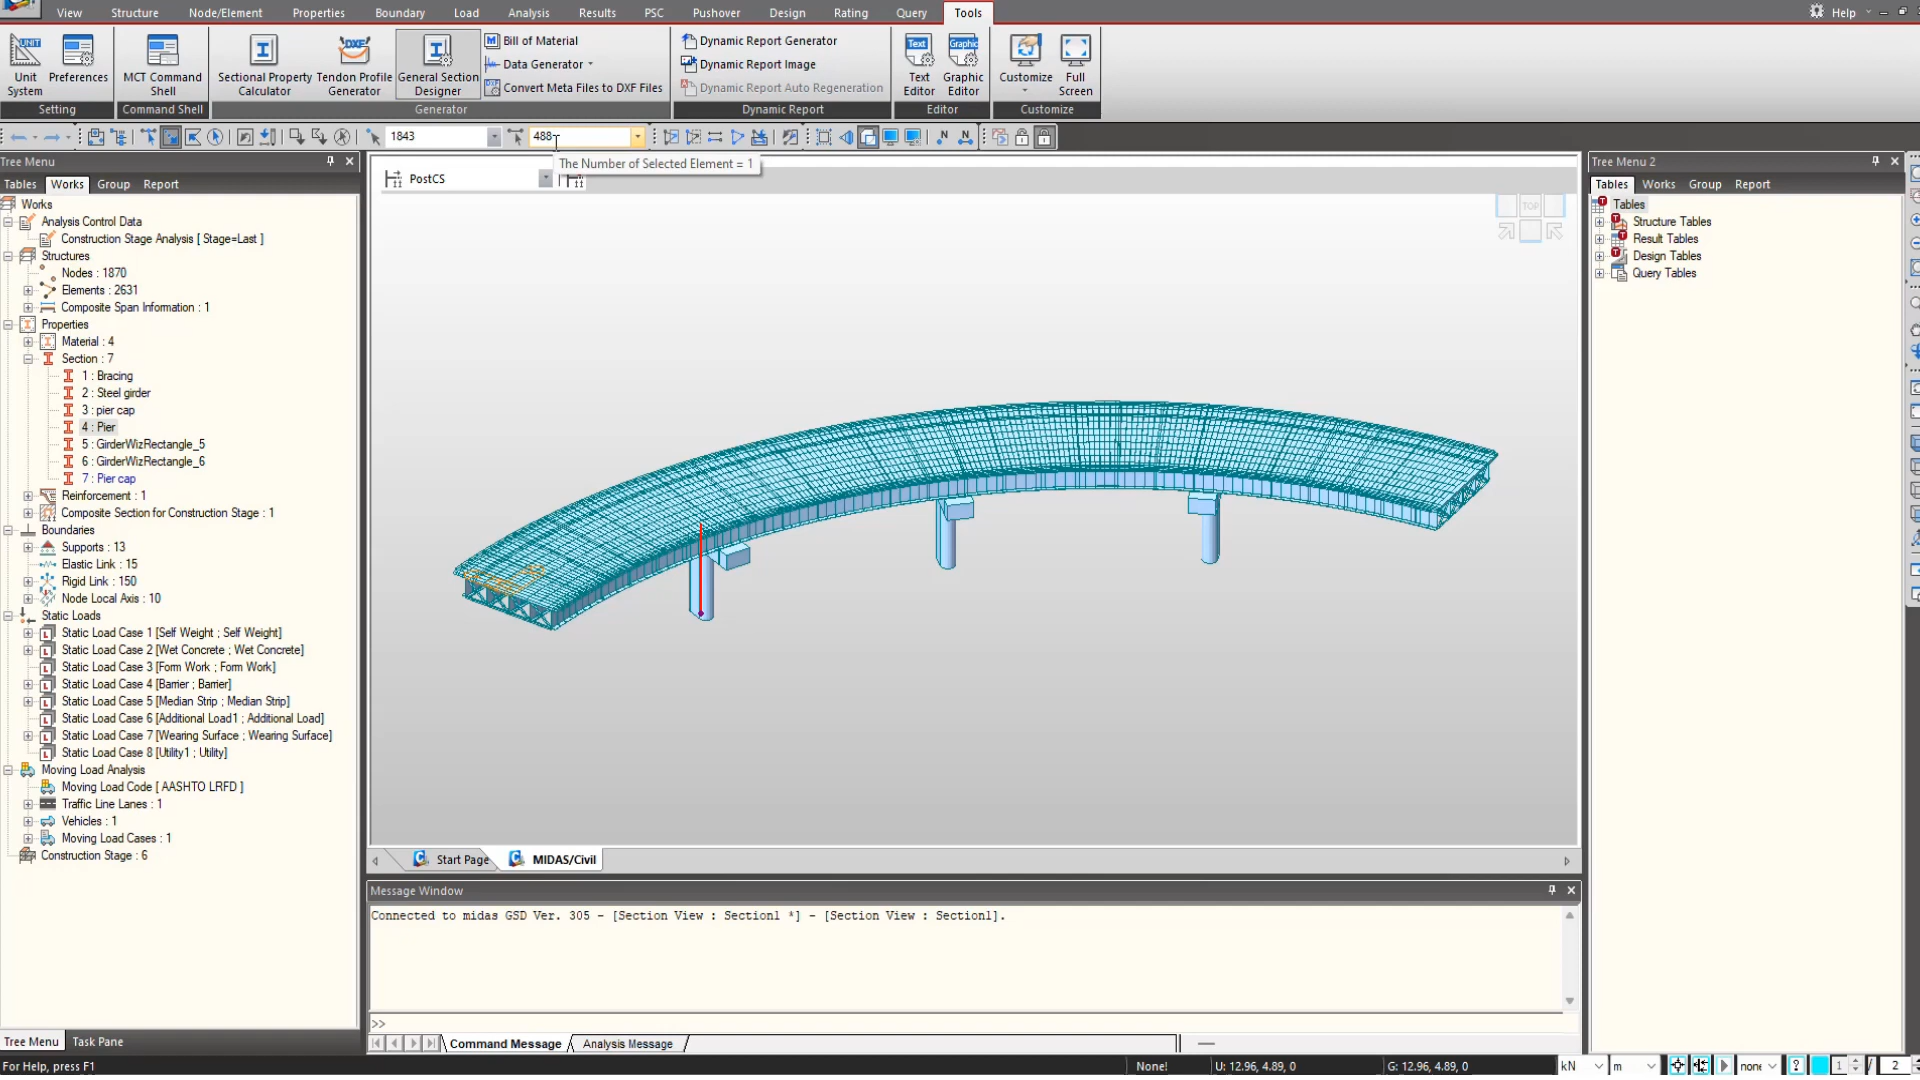 View Structure Node/Element Properties Boundary Load Analysis Results PSC Pushover Design Rating Query Tools Help
Unit System
Preferences
Setting
MCT Command Shell
Command Shell
Sectional Property Calculator
Tendon Profile Generator
General Section Designer
Bill of Material
Data Generator
Convert Meta Files to DXF Files
Generator
Dynamic Report Generator
Dynamic Report Image
Dynamic Report Auto Regeneration
Dynamic Report
Text Editor
Graphic Editor
Editor
Customize
Full Screen
Customize
1843
488
The Number of Selected Element = 1
Tree Menu
Tables Works Group Report
Works
Analysis Control Data
Construction Stage Analysis [ Stage=Last ]
Structures
Nodes : 1870
Elements : 2631
Composite Span Information : 1
Properties
Material : 4
Section : 7
1 : Bracing
2 : Steel girder
3 : pier cap
4 : Pier
5 : GirderWizRectangle_5
6 : GirderWizRectangle_6
7 : Pier cap
Reinforcement : 1
Composite Section for Construction Stage : 1
Boundaries
Supports : 13
Elastic Link : 15
Rigid Link : 150
Node Local Axis : 10
Static Loads
Static Load Case 1 [Self Weight ; Self Weight]
Static Load Case 2 [Wet Concrete ; Wet Concrete]
Static Load Case 3 [Form Work ; Form Work]
Static Load Case 4 [Barrier ; Barrier]
Static Load Case 5 [Median Strip ; Median Strip]
Static Load Case 6 [Additional Load1 ; Additional Load]
Static Load Case 7 [Wearing Surface ; Wearing Surface]
Static Load Case 8 [Utility1 ; Utility]
Moving Load Analysis
Moving Load Code [ AASHTO LRFD ]
Traffic Line Lanes : 1
Vehicles : 1
Moving Load Cases : 1
Construction Stage : 6
Tree Menu Task Pane
PostCS
TOP
Start Page MIDAS/Civil
Message Window
Connected to midas GSD Ver. 305 - [Section View : Section1 *] - [Section View : Section1].
>>
Command Message Analysis Message
Tree Menu 2
Tables Works Group Report
Tables
Structure Tables
Result Tables
Design Tables
Query Tables
For Help, press F1
None!
U: 12.96, 4.89, 0
G: 12.96, 4.89, 0
kN
m
none
1 / 2